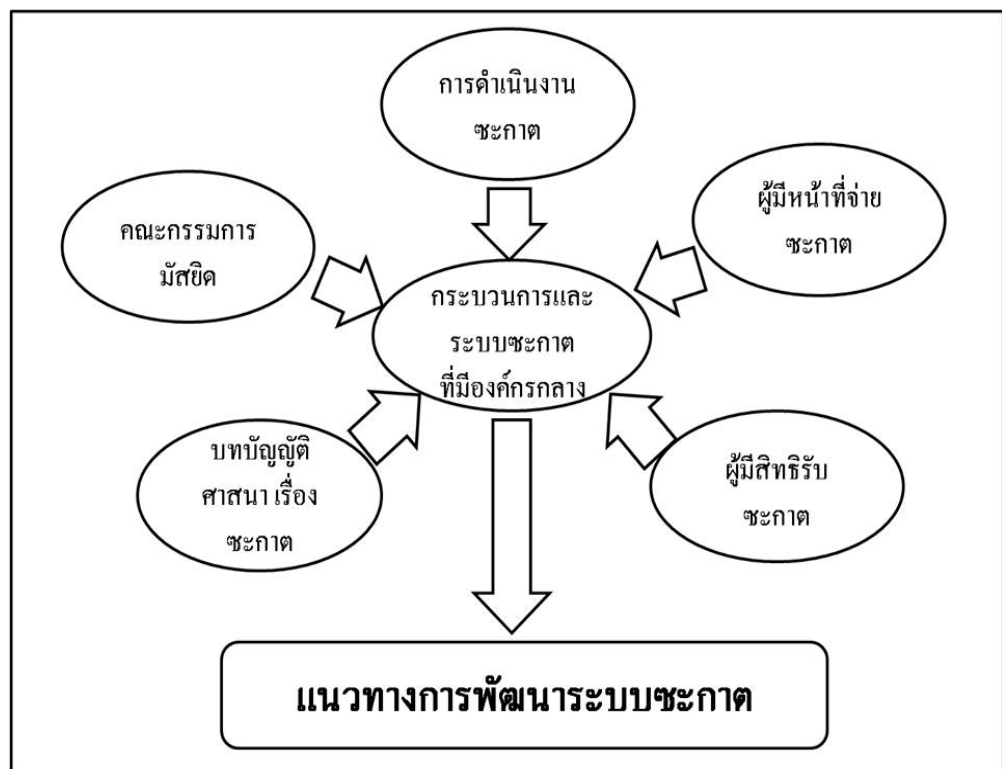 การดำเนินงาน
ซะกาต
ผู้มีหน้าที่จ่าย
ซะกาต
คณะกรรมการ
มัสยิด
กระบวนการและ
ระบบซะกาต
ที่มีองค์กรกลาง
บทบัญญัติ
ศาสนา เรื่อง
ซะกาต
ผู้มีสิทธิรับ
ซะกาต
แนวทางการพัฒนาระบบซะกาต